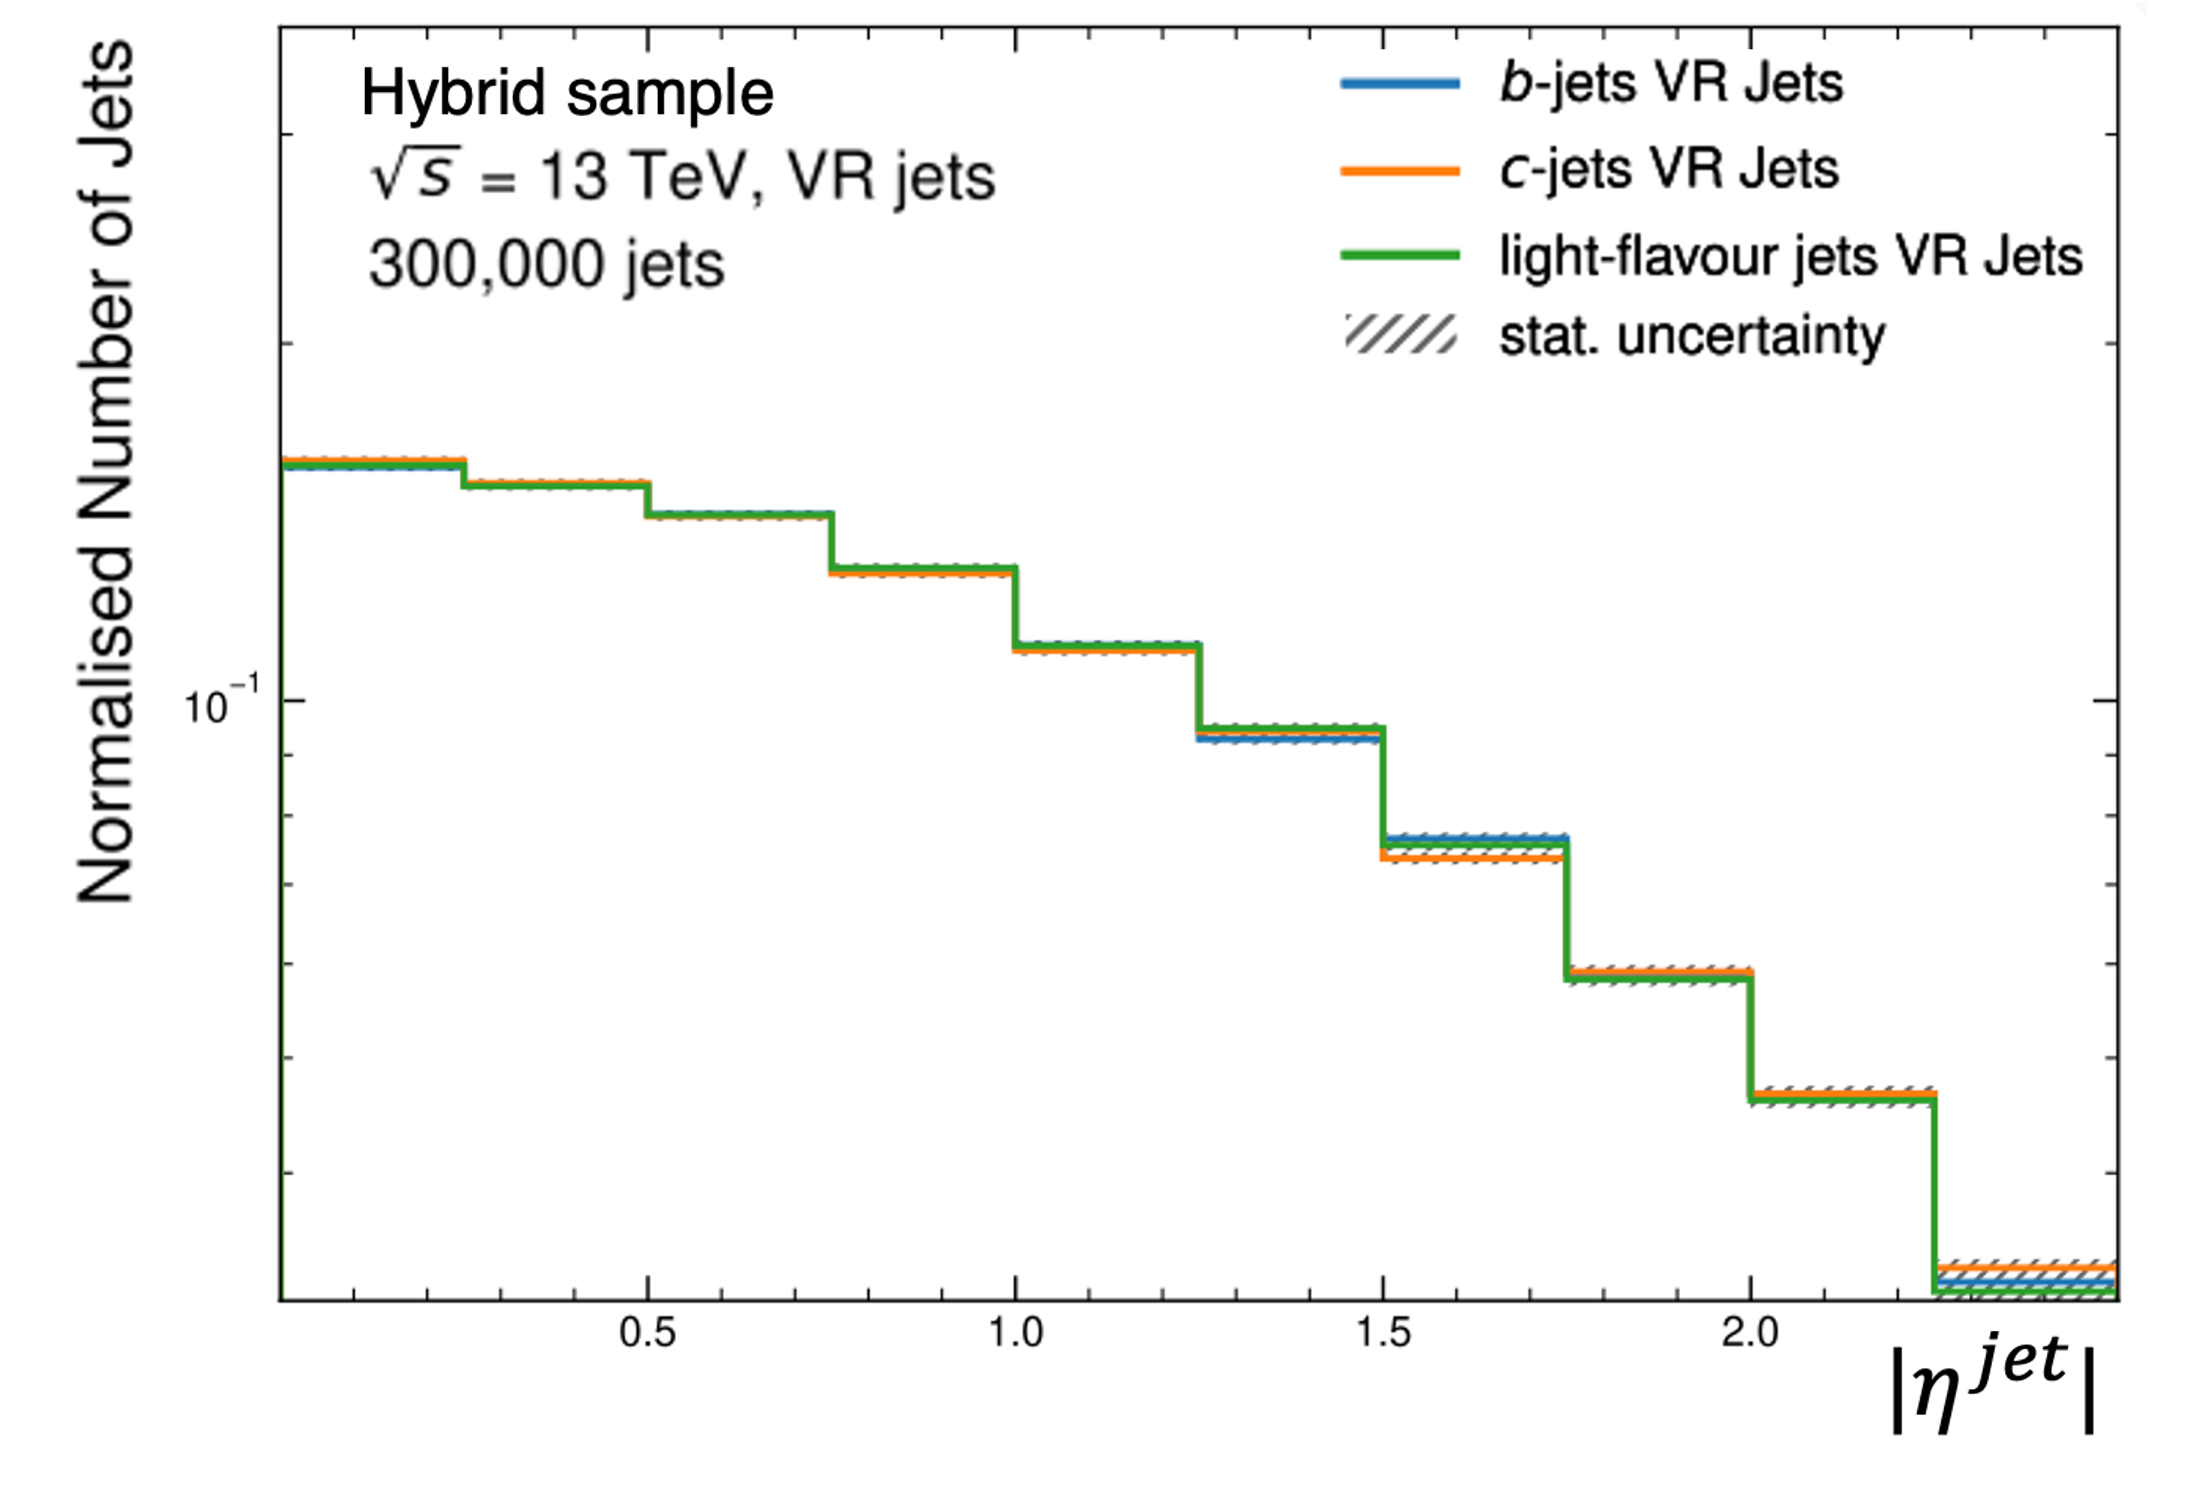 Normalised Number of Jets
Hybrid sample
√s = 13 TeV, VR jets
300,000 jets
b-jets VR Jets
c-jets VR Jets
light-flavour jets VR Jets
stat. uncertainty
10⁻¹
0.5 1.0 1.5 2.0
|η^{jet}|